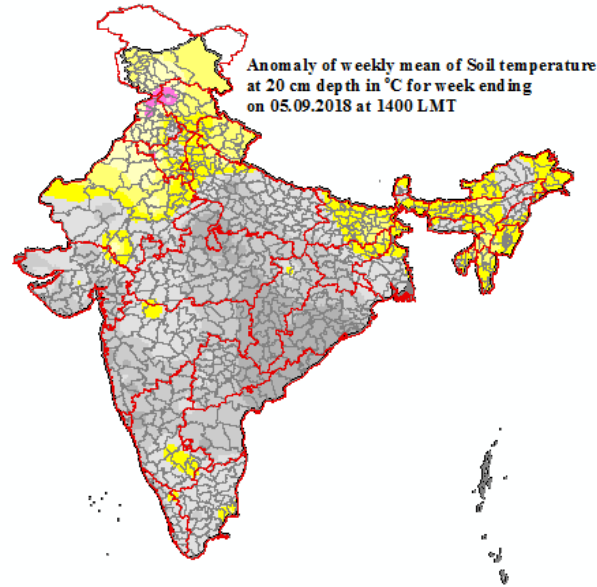 Anomaly of weekly mean of Soil temperature
at 20 cm depth in °C for week ending
on 05.09.2018 at 1400 LMT